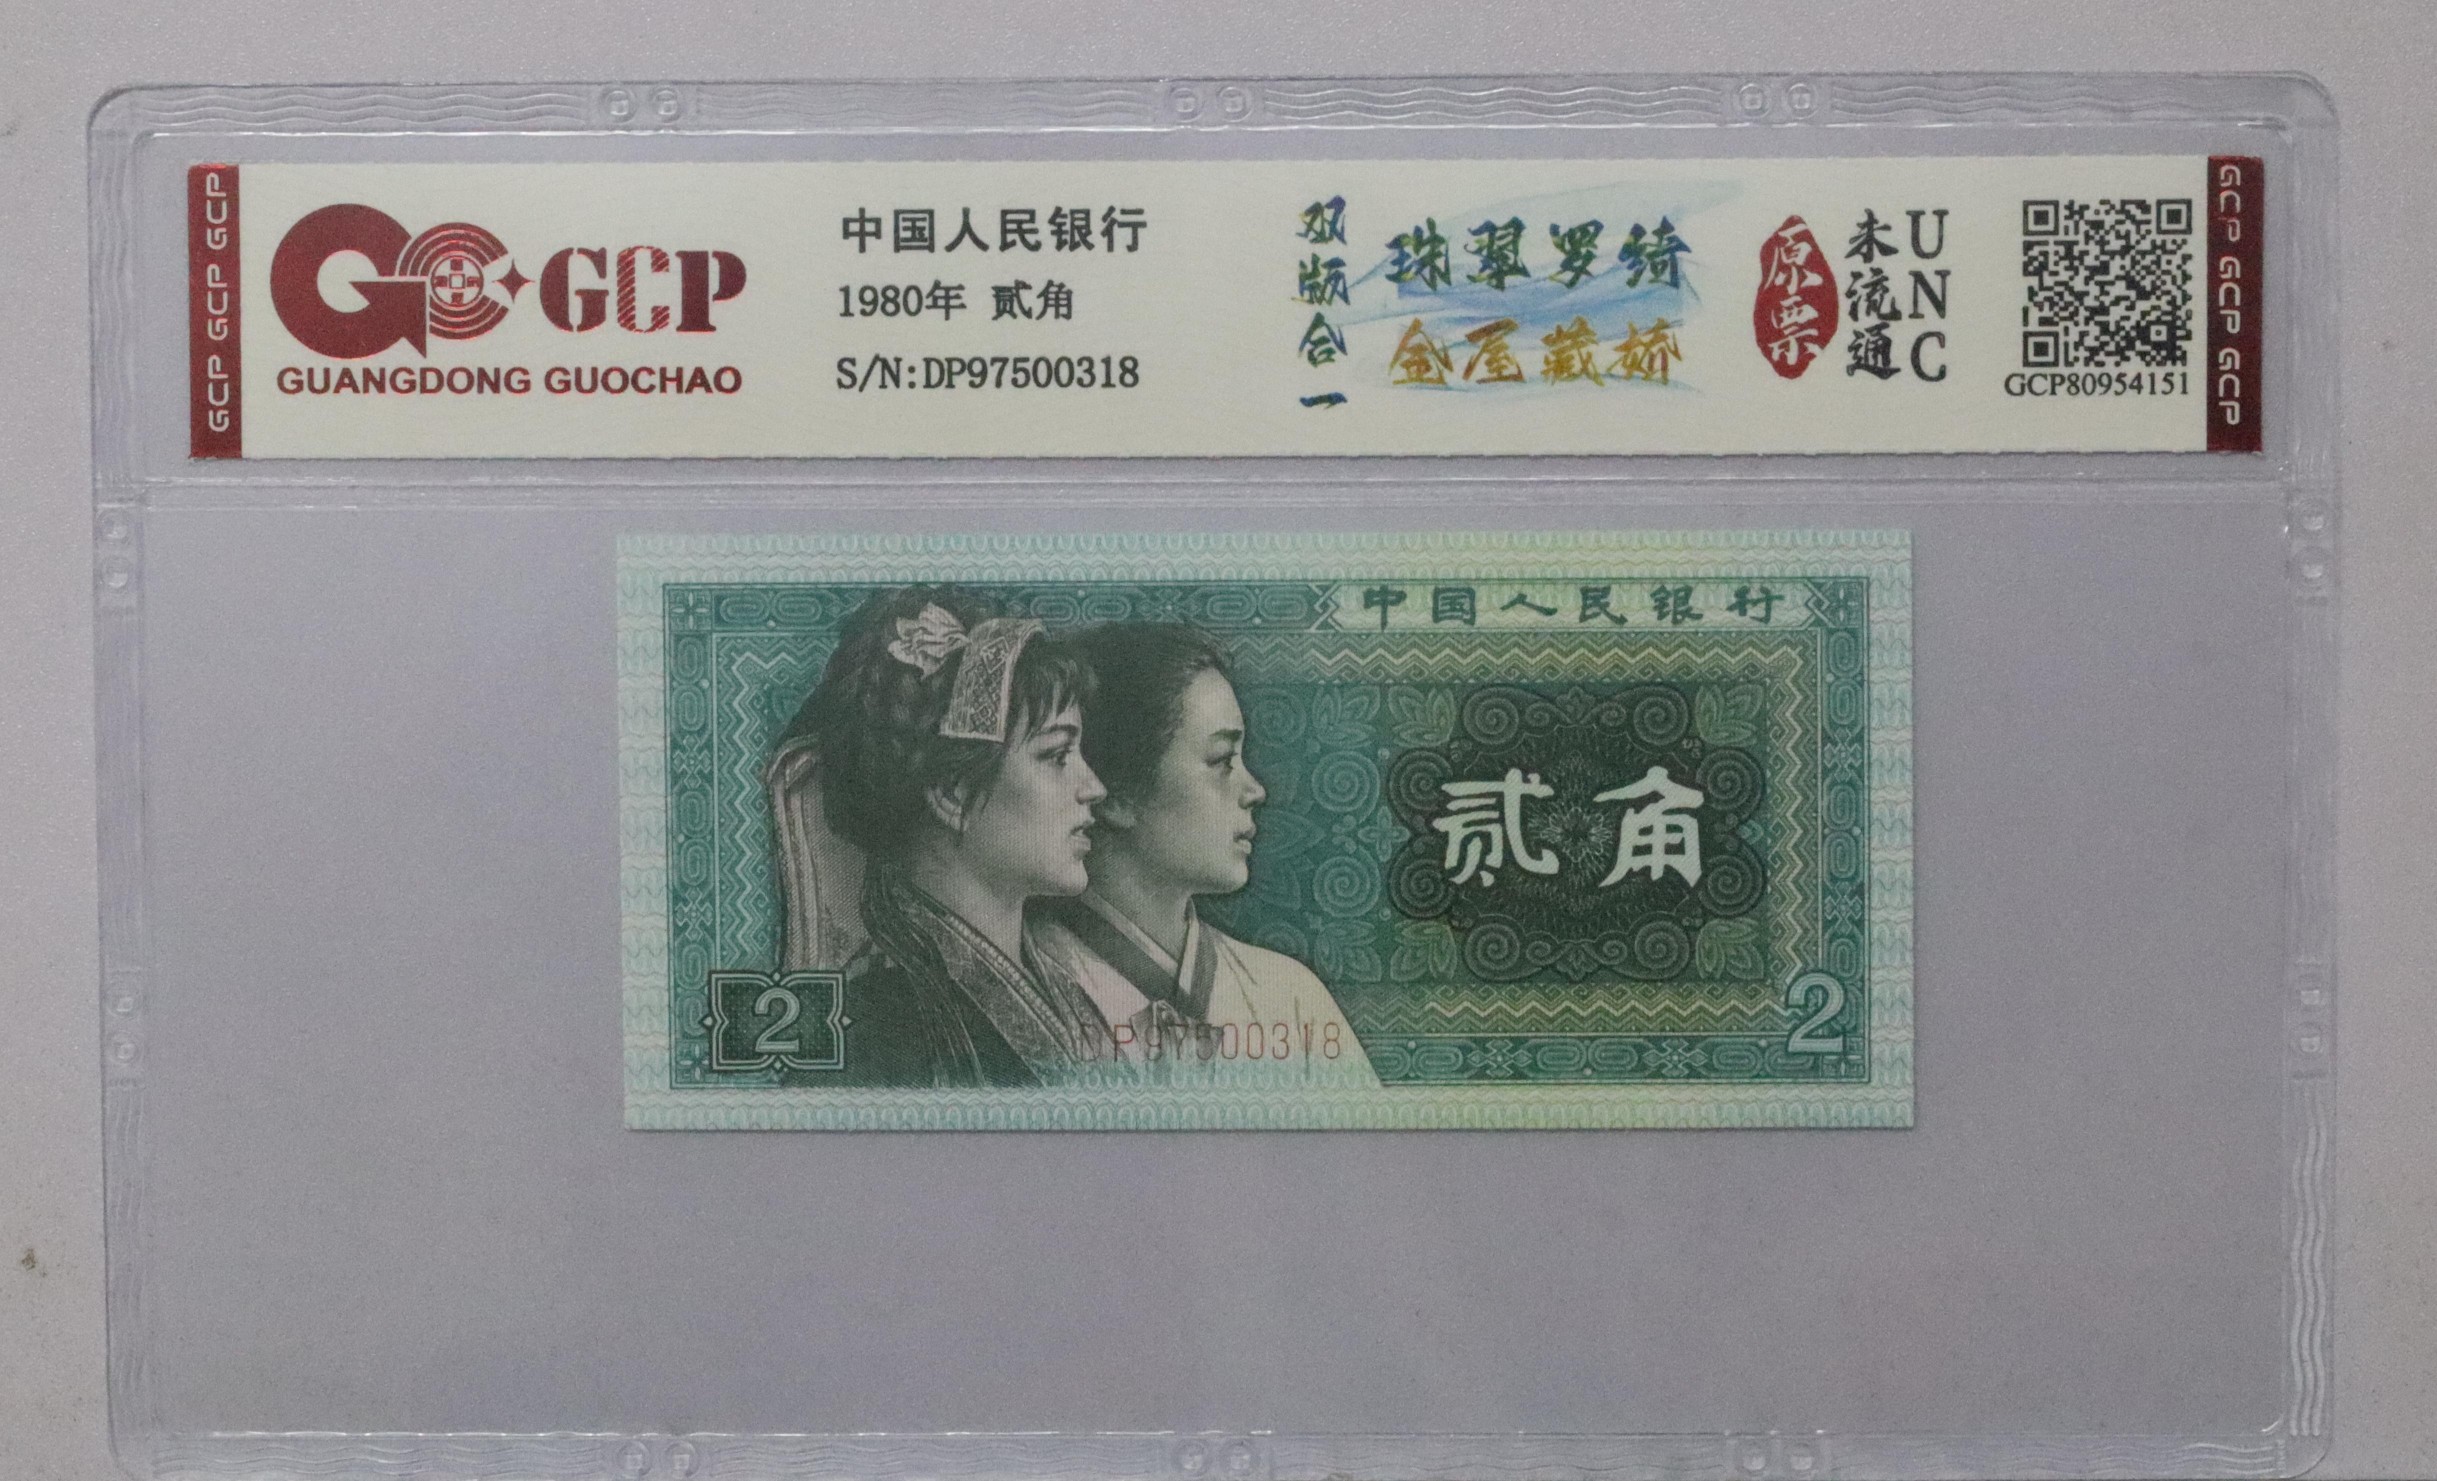 GCP GCP GCP
GCP
GUANGDONG GUOCHAO
中国人民银行
1980年 贰角
S/N:DP97500318
双版合一
珠翠罗绮
金屋藏娇
原票
未流通
UNC
GCP80954151
GCP GCP GCP
中国人民银行
贰角
2
DP97500318
2